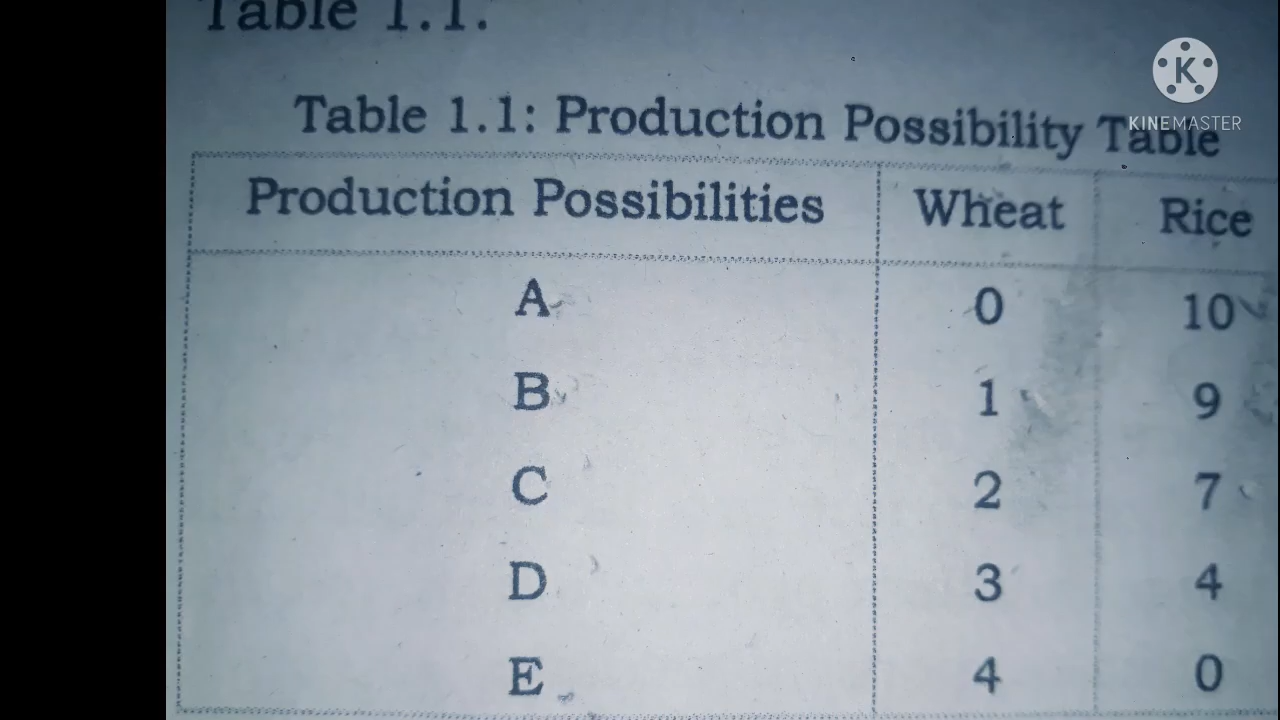 Table 1.1.
K
KINEMASTER
Table 1.1: Production Possibility Table
Production Possibilities Wheat Rice
A 0 10
B 1 9
C 2 7
D 3 4
E 4 0